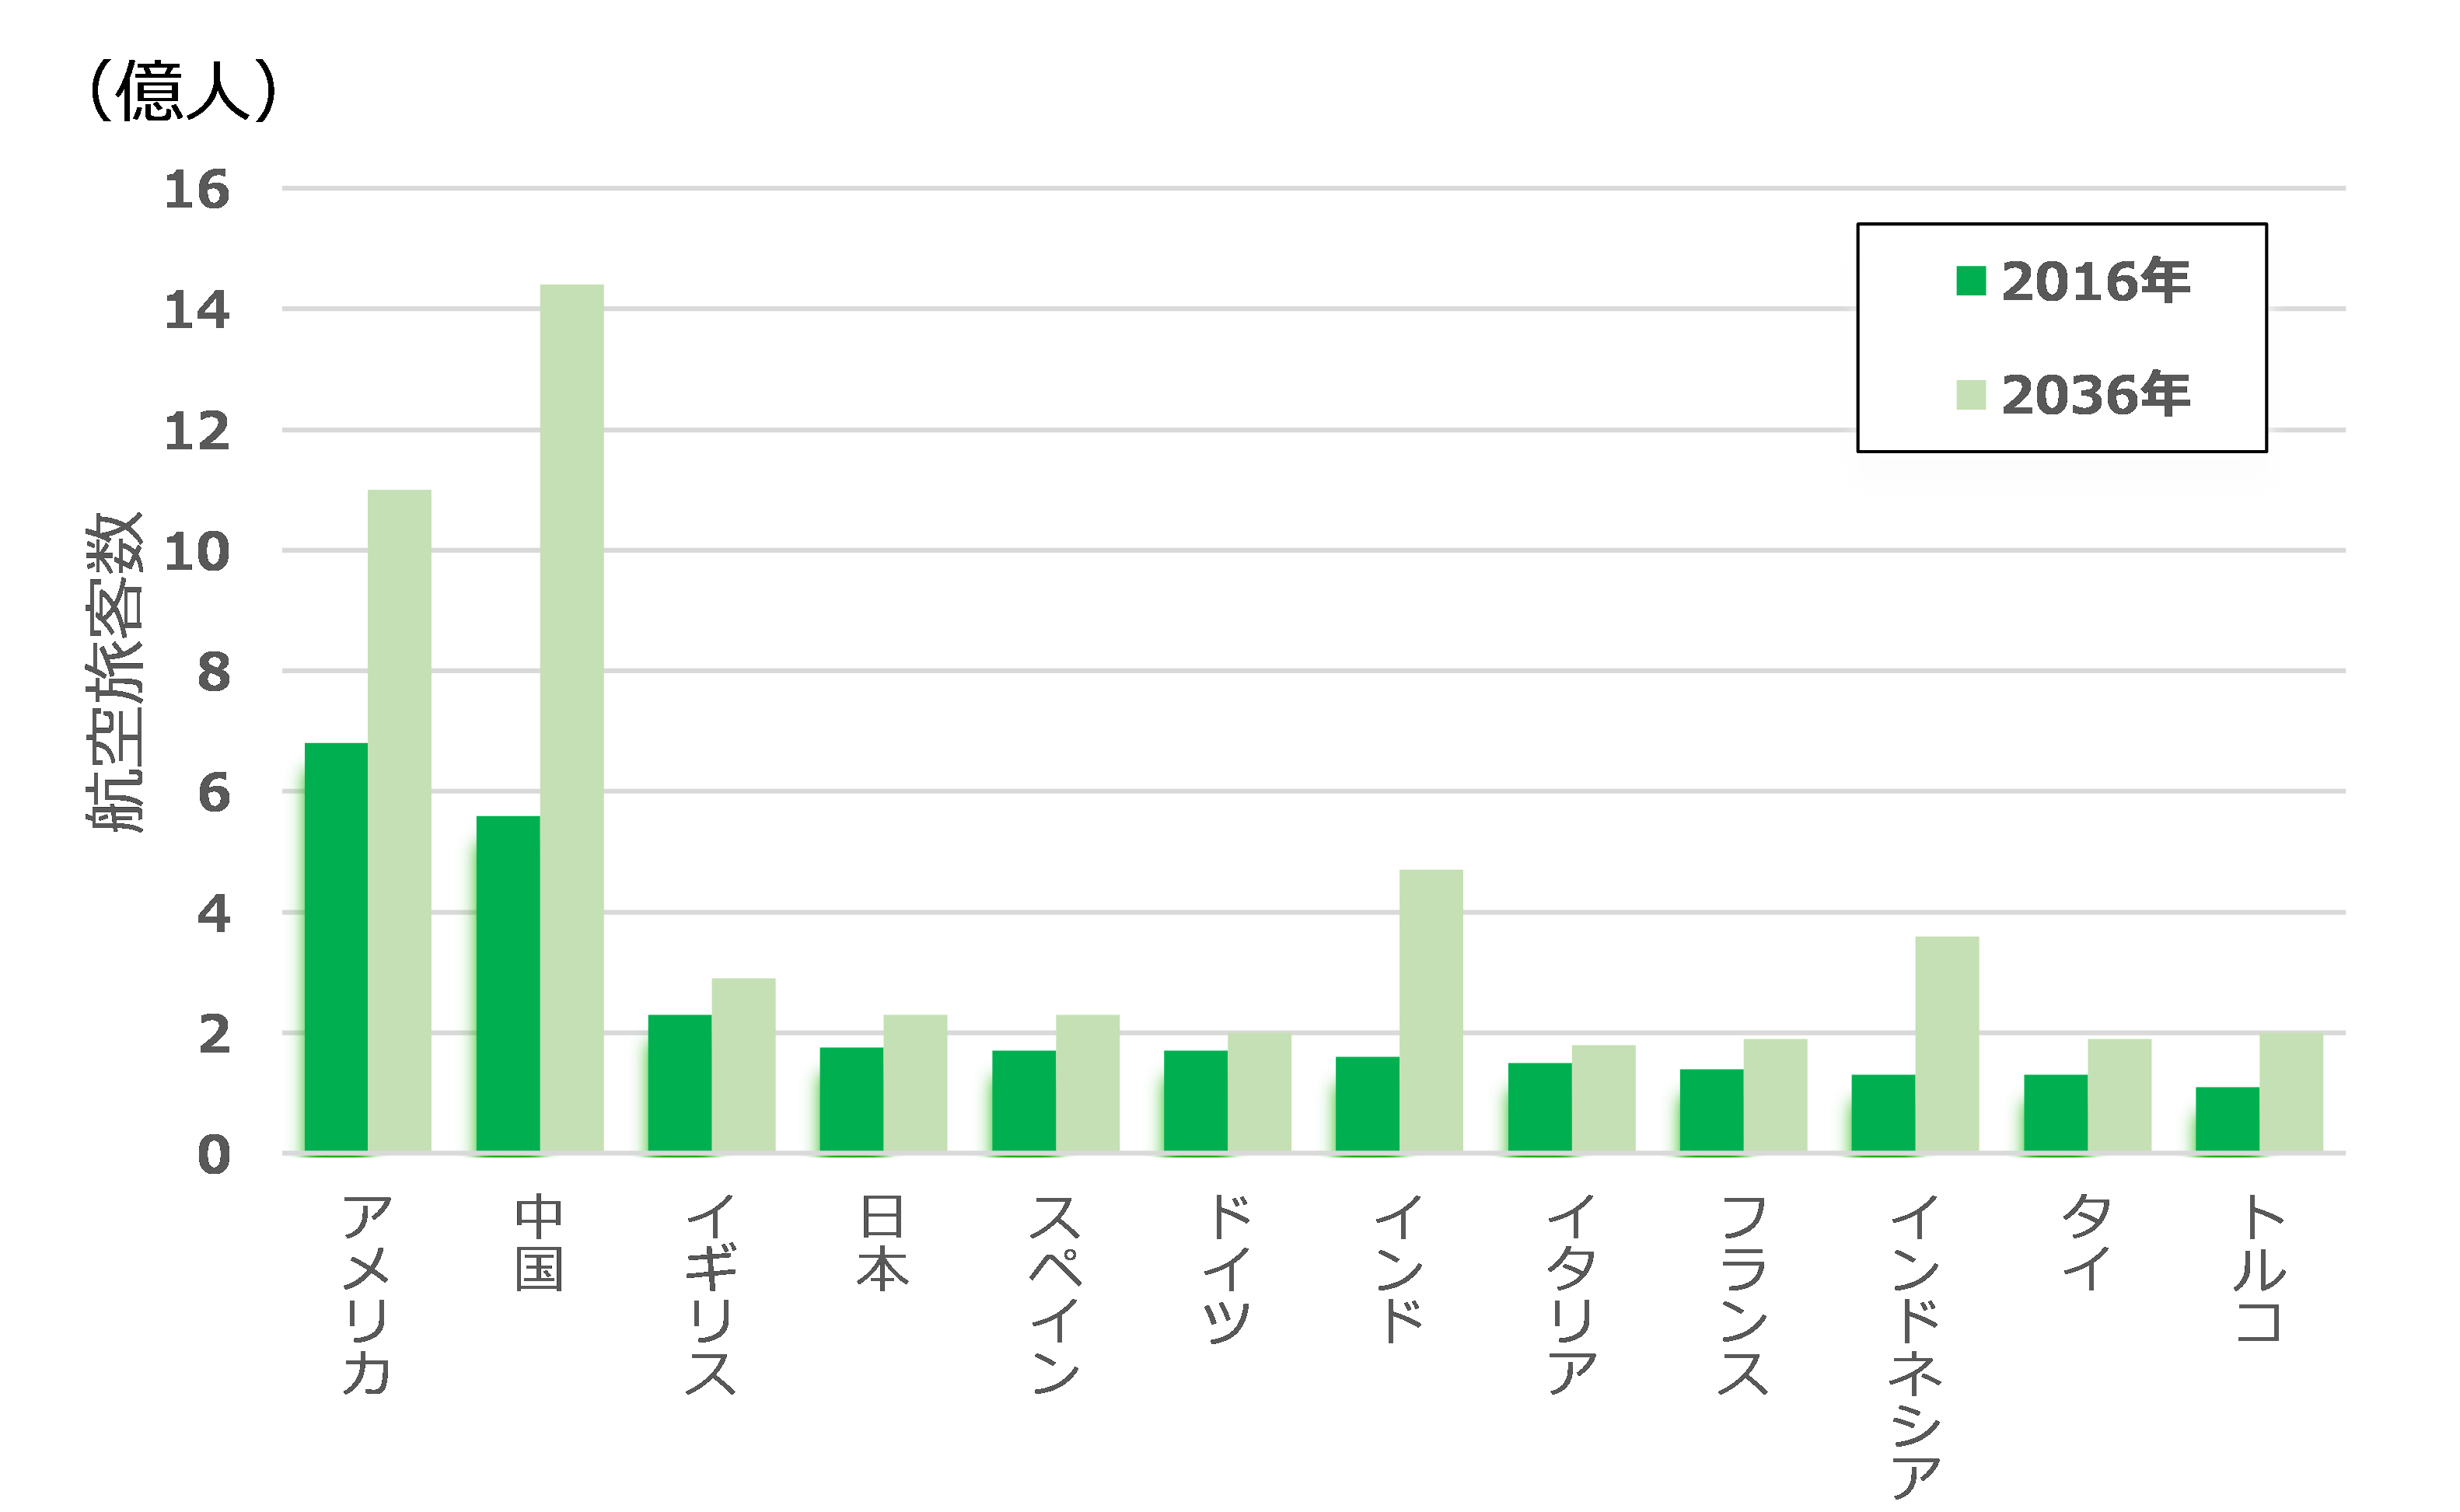 （億人）
16
14
12
10
8
6
4
2
0
航空旅客数
2016年
2036年
アメリカ
中国
イギリス
日本
スペイン
ドイツ
インド
イタリア
フランス
インドネシア
タイ
トルコ